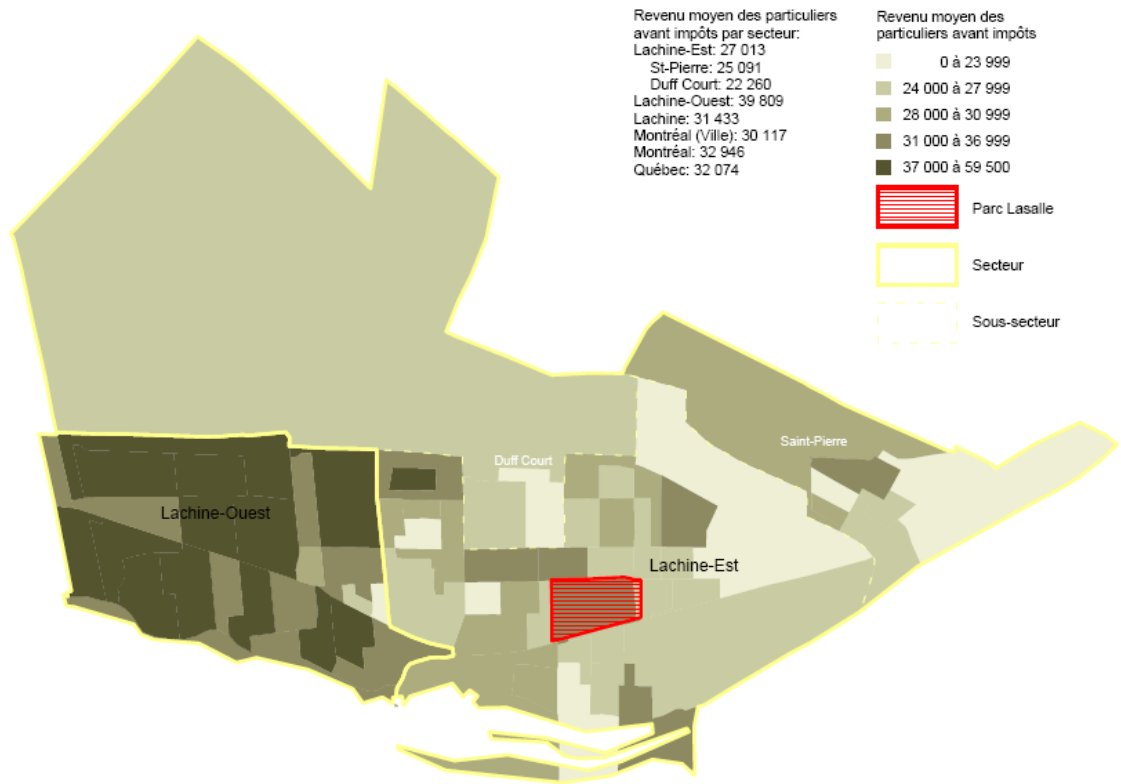 Revenu moyen des particuliers
avant impôts par secteur:
Lachine-Est: 27 013
St-Pierre: 25 091
Duff Court: 22 260
Lachine-Ouest: 39 809
Lachine: 31 433
Montréal (Ville): 30 117
Montréal: 32 946
Québec: 32 074
Revenu moyen des
particuliers avant impôts
0 à 23 999
24 000 à 27 999
28 000 à 30 999
31 000 à 36 999
37 000 à 59 500
Parc Lasalle
Secteur
Sous-secteur
Saint-Pierre
Duff Court
Lachine-Ouest
Lachine-Est